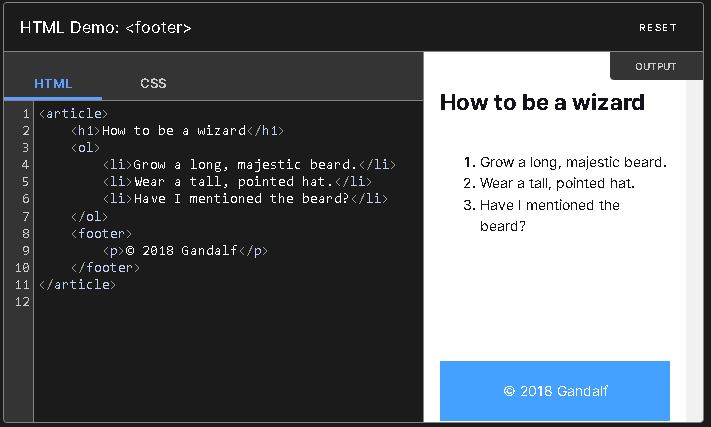 HTML Demo: <footer>
RESET
HTML CSS
OUTPUT
1 <article>
2 <h1>How to be a wizard</h1>
3 <ol>
4 <li>Grow a long, majestic beard.</li>
5 <li>Wear a tall, pointed hat.</li>
6 <li>Have I mentioned the beard?</li>
7 </ol>
8 <footer>
9 <p>© 2018 Gandalf</p>
10 </footer>
11 </article>
12
How to be a wizard
1. Grow a long, majestic beard.
2. Wear a tall, pointed hat.
3. Have I mentioned the
beard?
© 2018 Gandalf